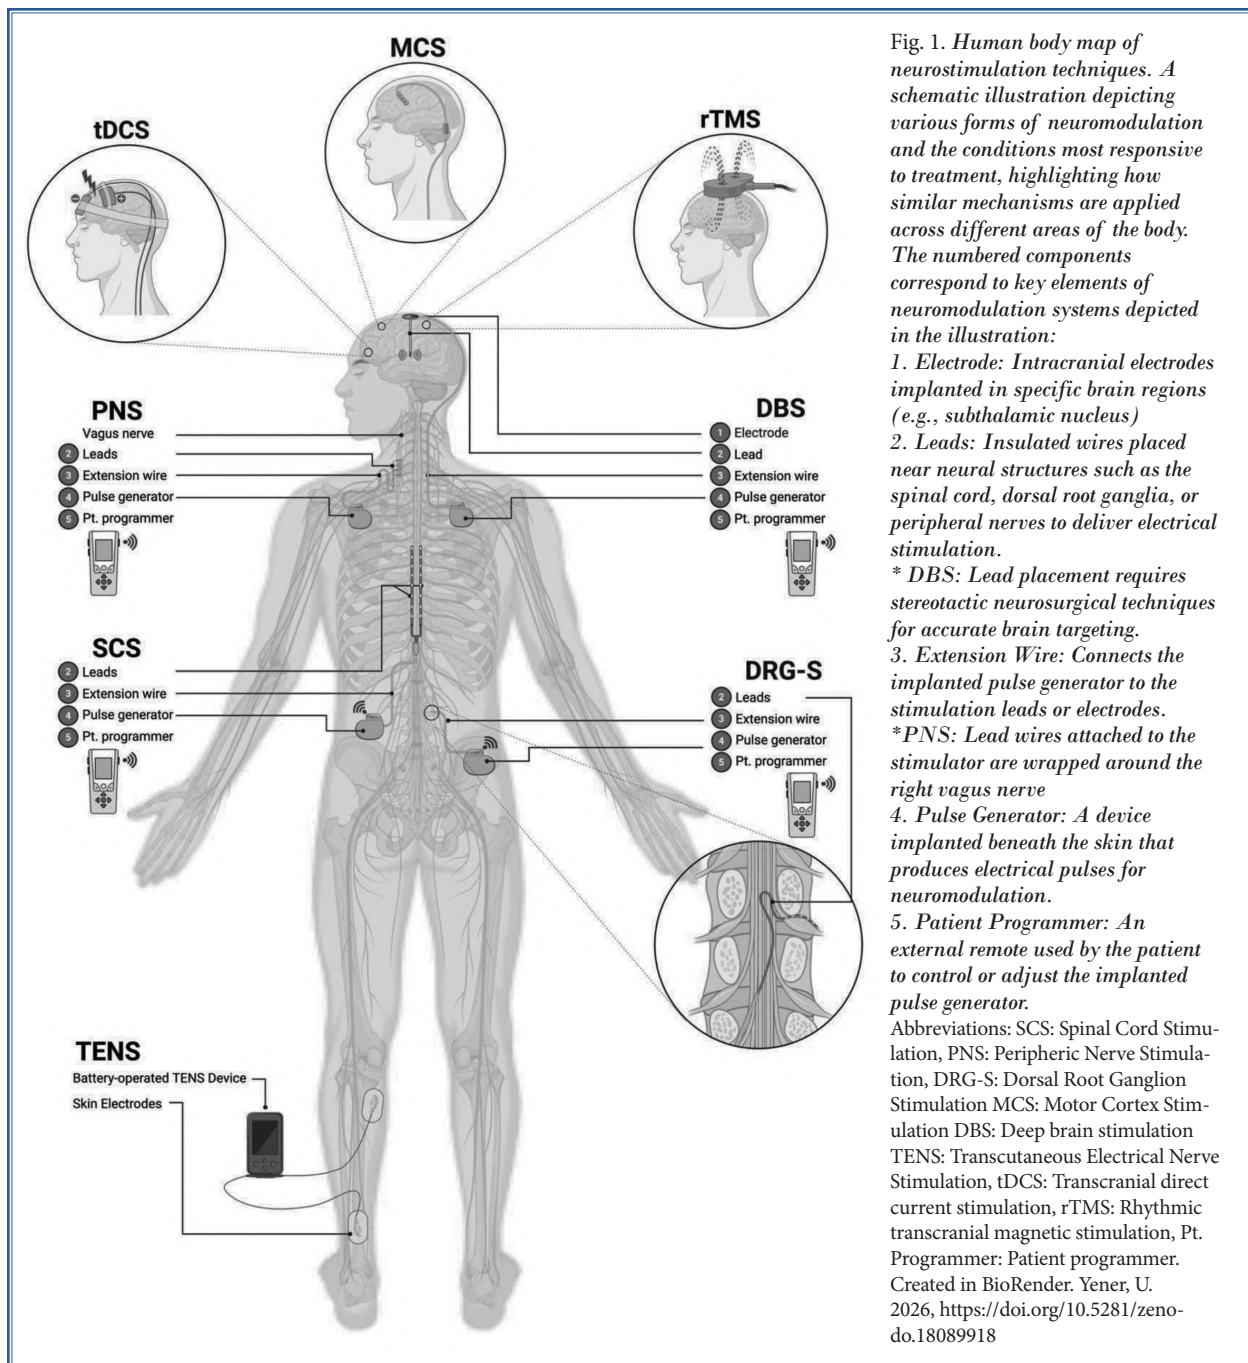 MCS
tDCS
rTMS
PNS
Vagus nerve
2 Leads
3 Extension wire
4 Pulse generator
5 Pt. programmer
DBS
1 Electrode
2 Lead
3 Extension wire
4 Pulse generator
5 Pt. programmer
SCS
2 Leads
3 Extension wire
4 Pulse generator
5 Pt. programmer
DRG-S
2 Leads
3 Extension wire
4 Pulse generator
5 Pt. programmer
TENS
Battery-operated TENS Device
Skin Electrodes
Fig. 1. Human body map of
neurostimulation techniques. A
schematic illustration depicting
various forms of neuromodulation
and the conditions most responsive
to treatment, highlighting how
similar mechanisms are applied
across different areas of the body.
The numbered components
correspond to key elements of
neuromodulation systems depicted
in the illustration:
1. Electrode: Intracranial electrodes
implanted in specific brain regions
(e.g., subthalamic nucleus)
2. Leads: Insulated wires placed
near neural structures such as the
spinal cord, dorsal root ganglia, or
peripheral nerves to deliver electrical
stimulation.
* DBS: Lead placement requires
stereotactic neurosurgical techniques
for accurate brain targeting.
3. Extension Wire: Connects the
implanted pulse generator to the
stimulation leads or electrodes.
*PNS: Lead wires attached to the
stimulator are wrapped around the
right vagus nerve
4. Pulse Generator: A device
implanted beneath the skin that
produces electrical pulses for
neuromodulation.
5. Patient Programmer: An
external remote used by the patient
to control or adjust the implanted
pulse generator.
Abbreviations: SCS: Spinal Cord Stimu-
lation, PNS: Peripheric Nerve Stimula-
tion, DRG-S: Dorsal Root Ganglion
Stimulation MCS: Motor Cortex Stim-
ulation DBS: Deep brain stimulation
TENS: Transcutaneous Electrical Nerve
Stimulation, tDCS: Transcranial direct
current stimulation, rTMS: Rhythmic
transcranial magnetic stimulation, Pt.
Programmer: Patient programmer.
Created in BioRender. Yener, U.
2026, https://doi.org/10.5281/zeno-
do.18089918